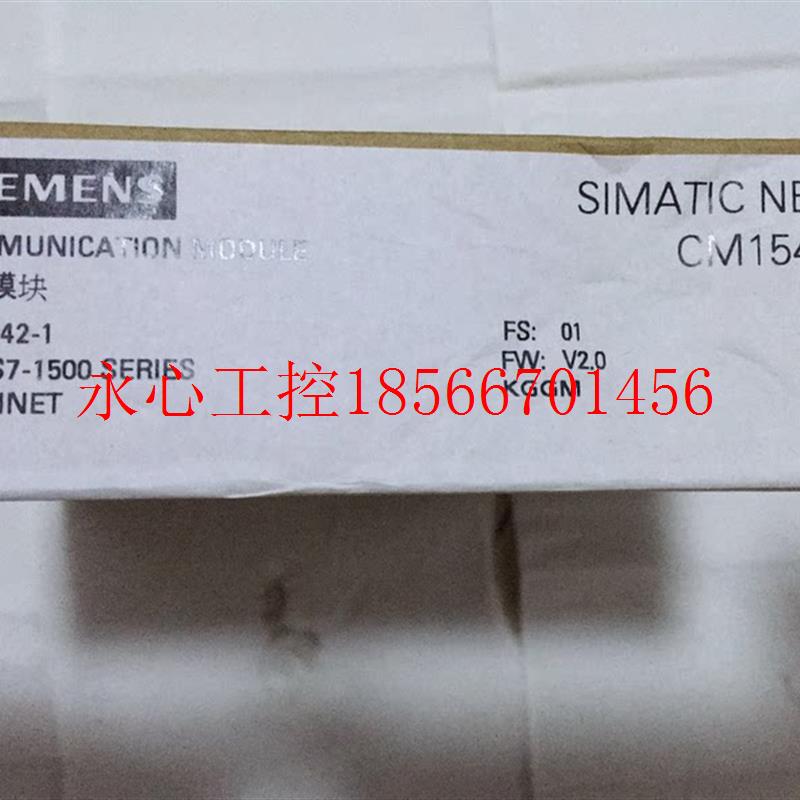 EMENS
SIMATIC NE
MUNICATION MODULE
CM154
模块
42-1
FS: 01
S7-1500 SERIES
FW: V2.0
INET
KGGM
永心工控18566701456